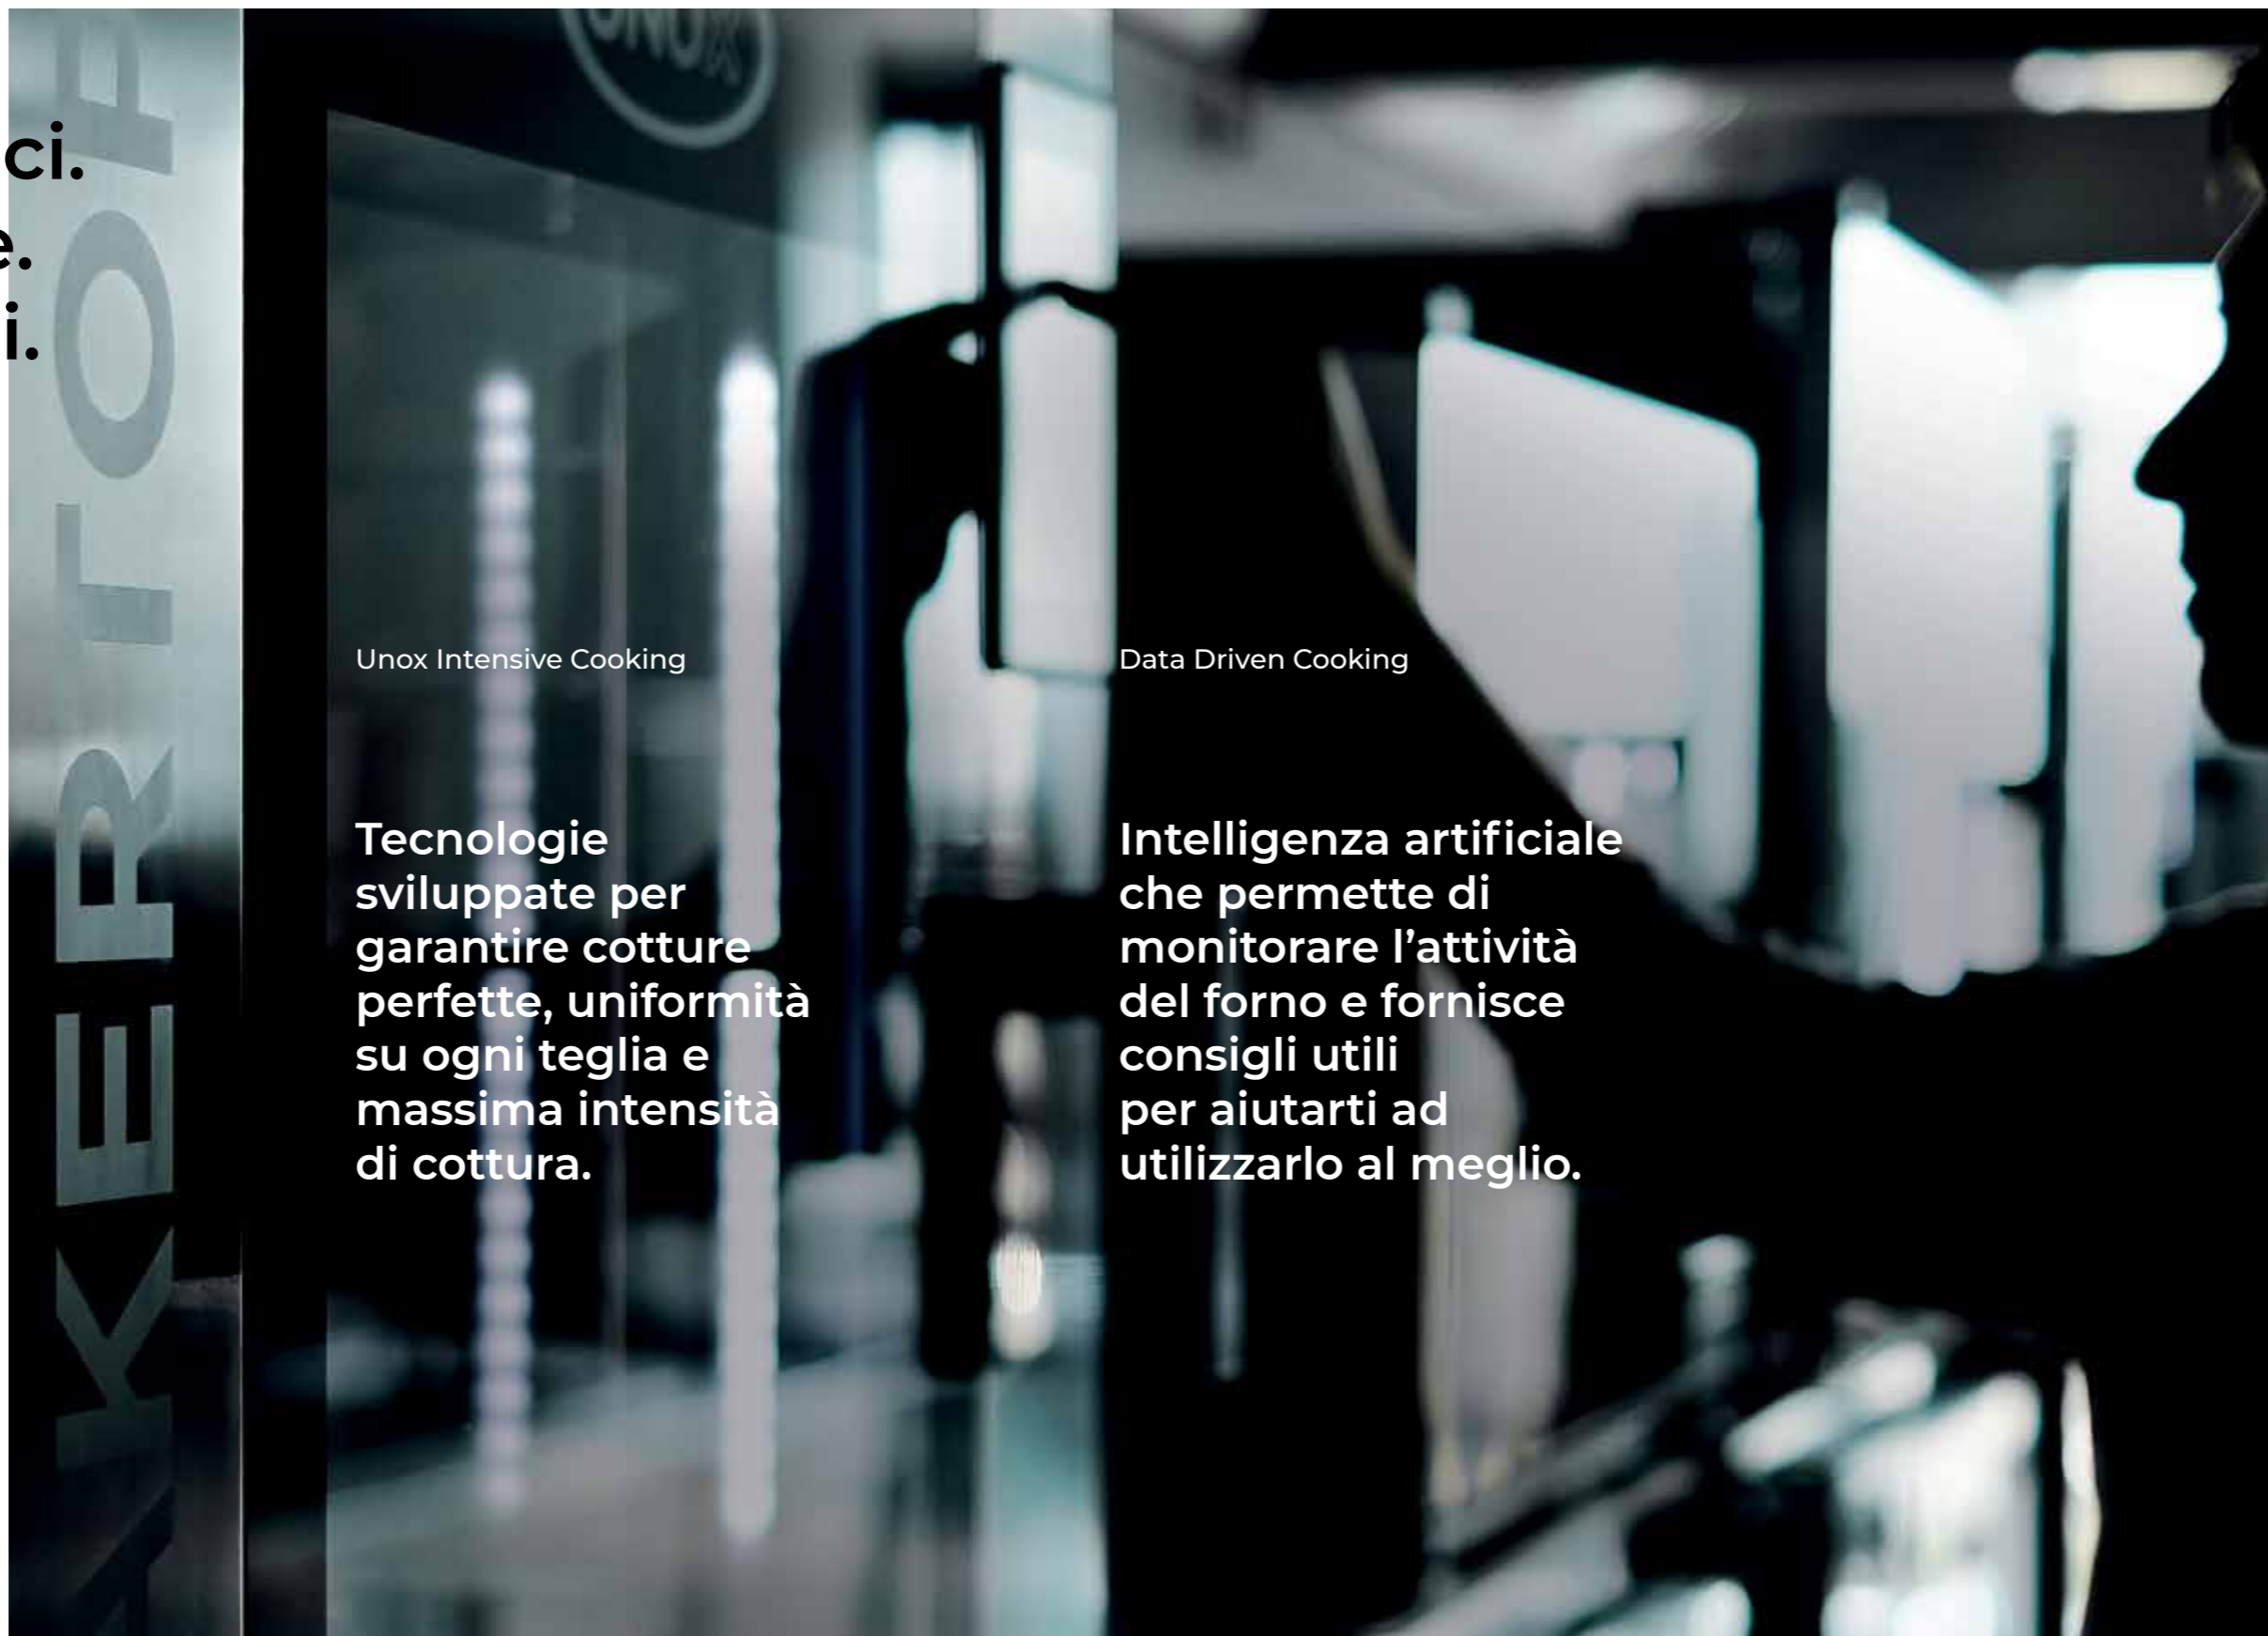 ci.
e.
i.
UNOX
KERTOP
Unox Intensive Cooking
Tecnologie
sviluppate per
garantire cotture
perfette, uniformità
su ogni teglia e
massima intensità
di cottura.
Data Driven Cooking
Intelligenza artificiale
che permette di
monitorare l’attività
del forno e fornisce
consigli utili
per aiutarti ad
utilizzarlo al meglio.